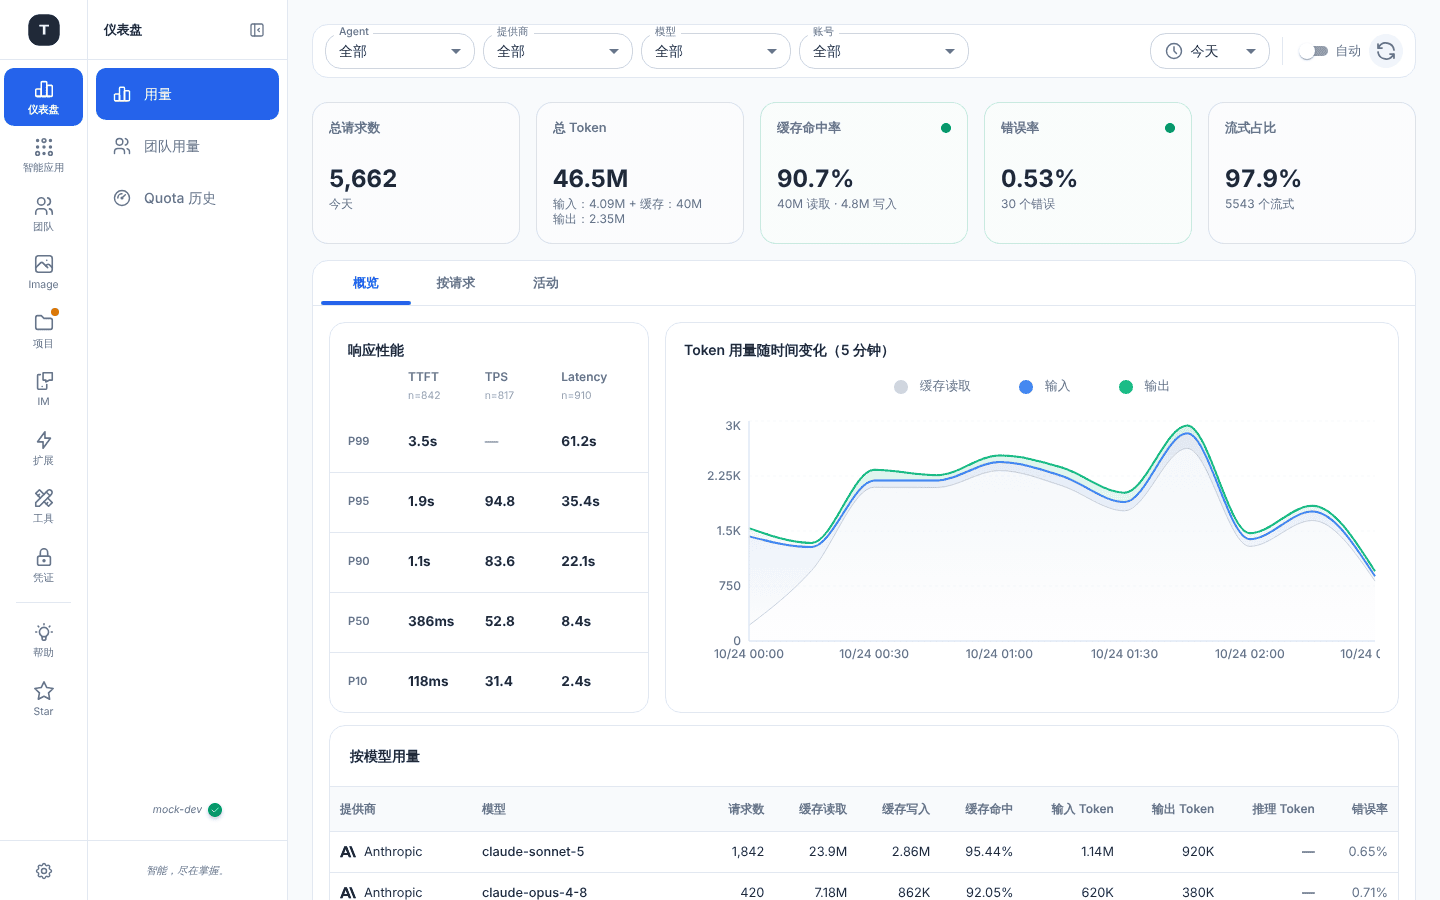 T
仪表盘
仪表盘
智能应用
团队
Image
项目
IM
扩展
工具
凭证
帮助
Star
用量
团队用量
Quota 历史
mock-dev
智能，尽在掌握。
Agent
全部
提供商
全部
模型
全部
账号
全部
今天
自动
总请求数
5,662
今天
总 Token
46.5M
输入：4.09M + 缓存：40M
输出：2.35M
缓存命中率
90.7%
40M 读取 · 4.8M 写入
错误率
0.53%
30 个错误
流式占比
97.9%
5543 个流式
概览 按请求 活动
响应性能
TTFT TPS Latency
n=842 n=817 n=910
P99 3.5s — 61.2s
P95 1.9s 94.8 35.4s
P90 1.1s 83.6 22.1s
P50 386ms 52.8 8.4s
P10 118ms 31.4 2.4s
Token 用量随时间变化（5 分钟）
缓存读取 输入 输出
3K
2.25K
1.5K
750
0
10/24 00:00 10/24 00:30 10/24 01:00 10/24 01:30 10/24 02:00 10/24
按模型用量
提供商 模型 请求数 缓存读取 缓存写入 缓存命中 输入 Token 输出 Token 推理 Token 错误率
Anthropic claude-sonnet-5 1,842 23.9M 2.86M 95.44% 1.14M 920K — 0.65%
Anthropic claude-opus-4-8 420 7.18M 862K 92.05% 620K 380K — 0.71%